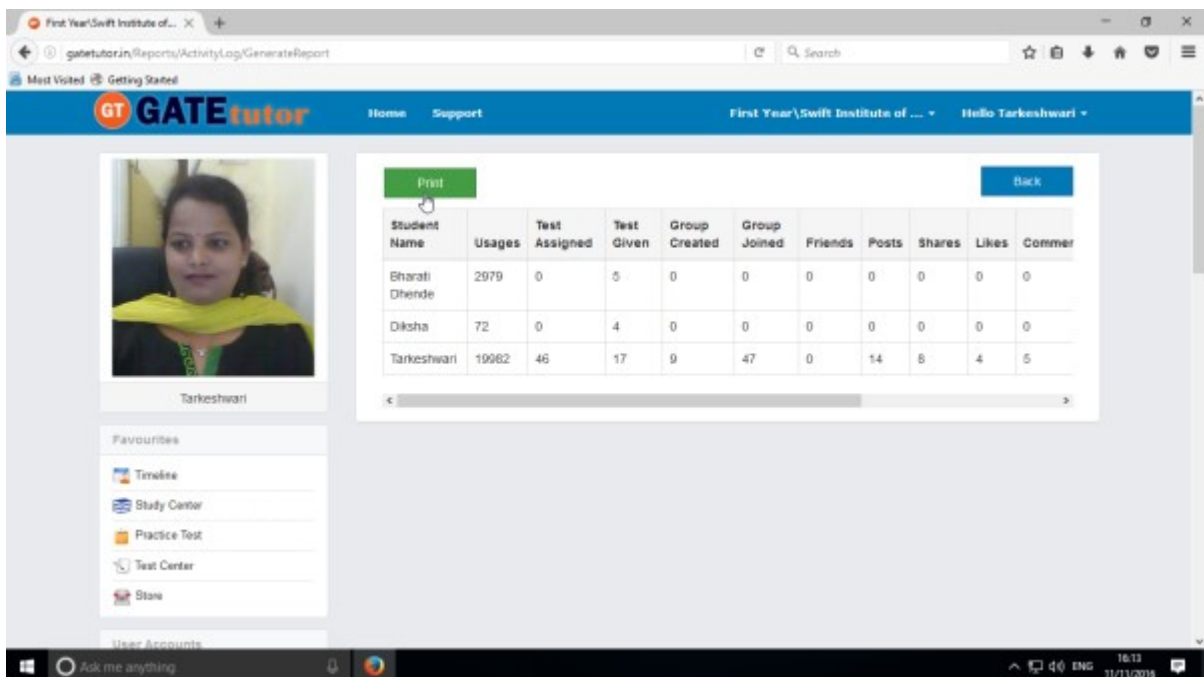 First Year\Swift Institute of...
gatetutor.in/Reports/ActivityLog/GenerateReport
Search
Most Visited Getting Started
GT GATEtutor Home Support First Year\Swift Institute of .... Hello Tarkeshwari
Print Back
Student Name Usages Test Assigned Test Given Group Created Group Joined Friends Posts Shares Likes Commer
Bharati Dhende 2979 0 5 0 0 0 0 0 0 0
Diksha 72 0 4 0 0 0 0 0 0 0
Tarkeshwari 19982 46 17 9 47 0 14 8 4 5
Tarkeshwari
Favourites
Timeline
Study Center
Practice Test
Test Center
Store
User Accounts
Ask me anything ENG 16:13
11/11/2016